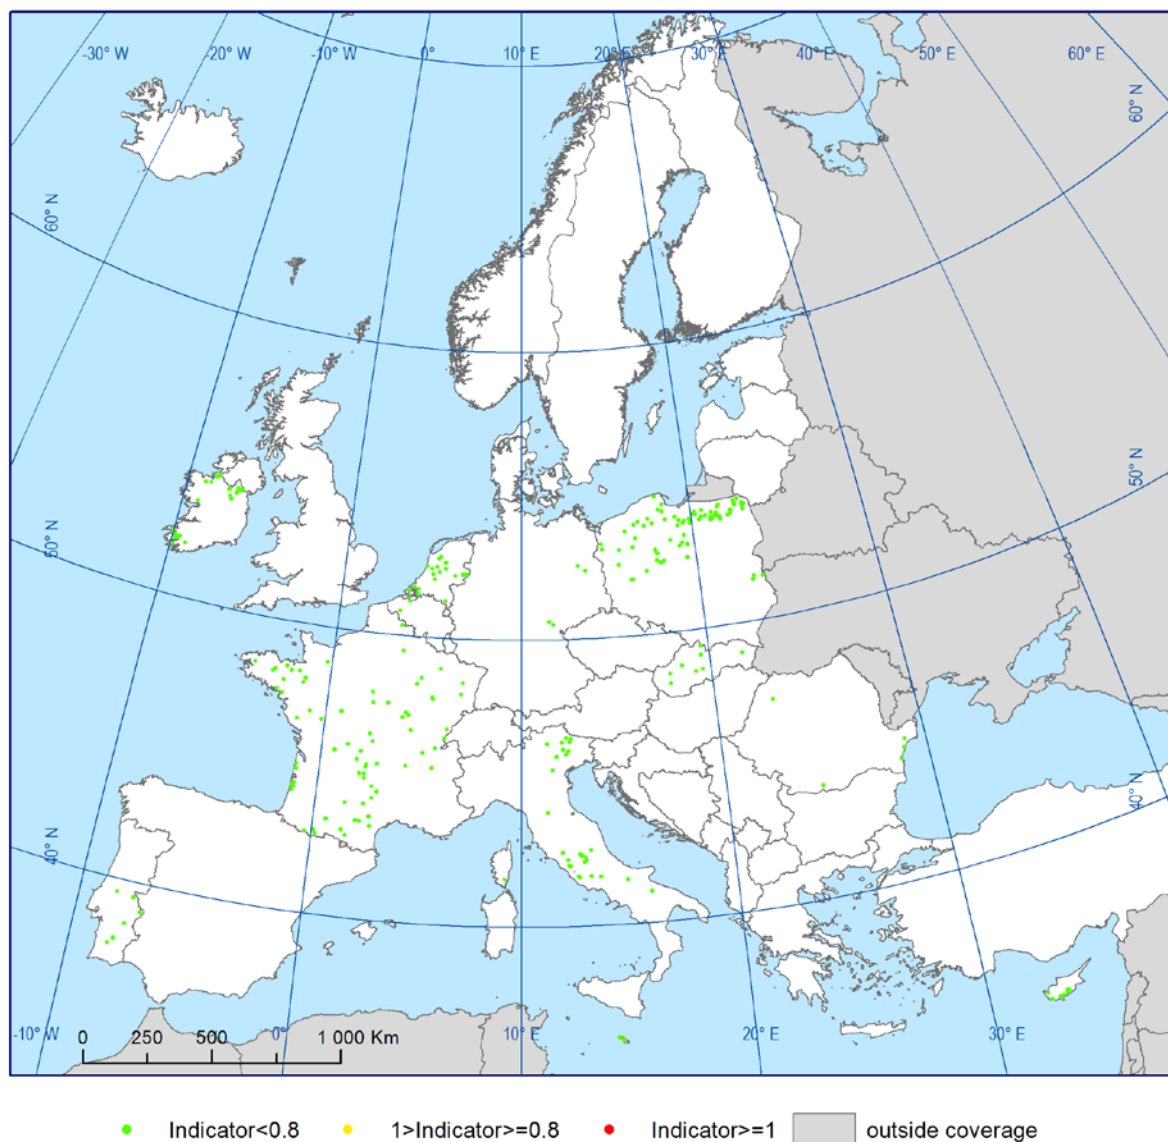 -30° W -20° W -10° W 0° 10° E 20° E 30° E 40° E 50° E 60° E
60° N
60° N
50° N
50° N
40° N
40° N
-10° W 0° 10° E 20° E 30° E
0 250 500 1 000 Km
Indicator<0.8 1>Indicator>=0.8 Indicator>=1 outside coverage